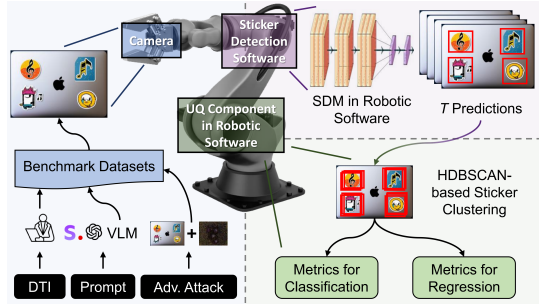 Camera
Sticker
Detection
Software
SDM in Robotic
Software
T Predictions
UQ Component
in Robotic
Software
Benchmark Datasets
HDBSCAN-
based Sticker
Clustering
S.
VLM
+
DTI
Prompt
Adv. Attack
Metrics for
Classification
Metrics for
Regression